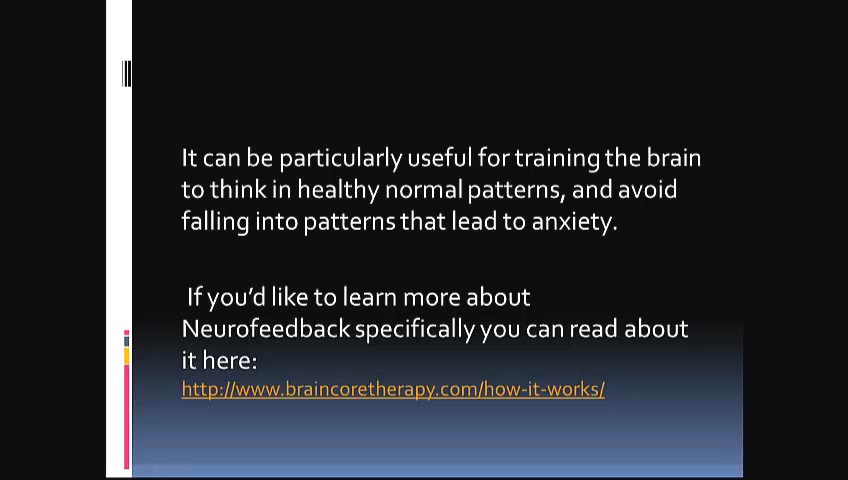 It can be particularly useful for training the brain
to think in healthy normal patterns, and avoid
falling into patterns that lead to anxiety.
If you’d like to learn more about
Neurofeedback specifically you can read about
it here:
http://www.braincoretherapy.com/how-it-works/